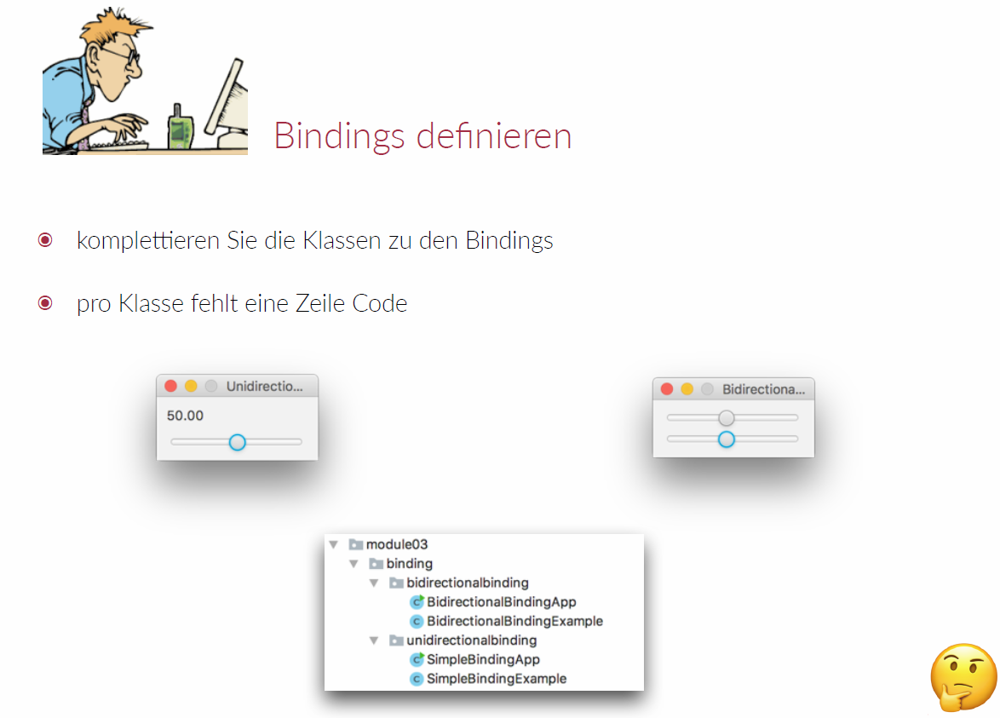 Bindings definieren
komplettieren Sie die Klassen zu den Bindings
pro Klasse fehlt eine Zeile Code
Unidirectio...
50.00
Bidirectiona...
module03
binding
bidirectionalbinding
C BidirectionalBindingApp
C BidirectionalBindingExample
unidirectionalbinding
C SimpleBindingApp
C SimpleBindingExample